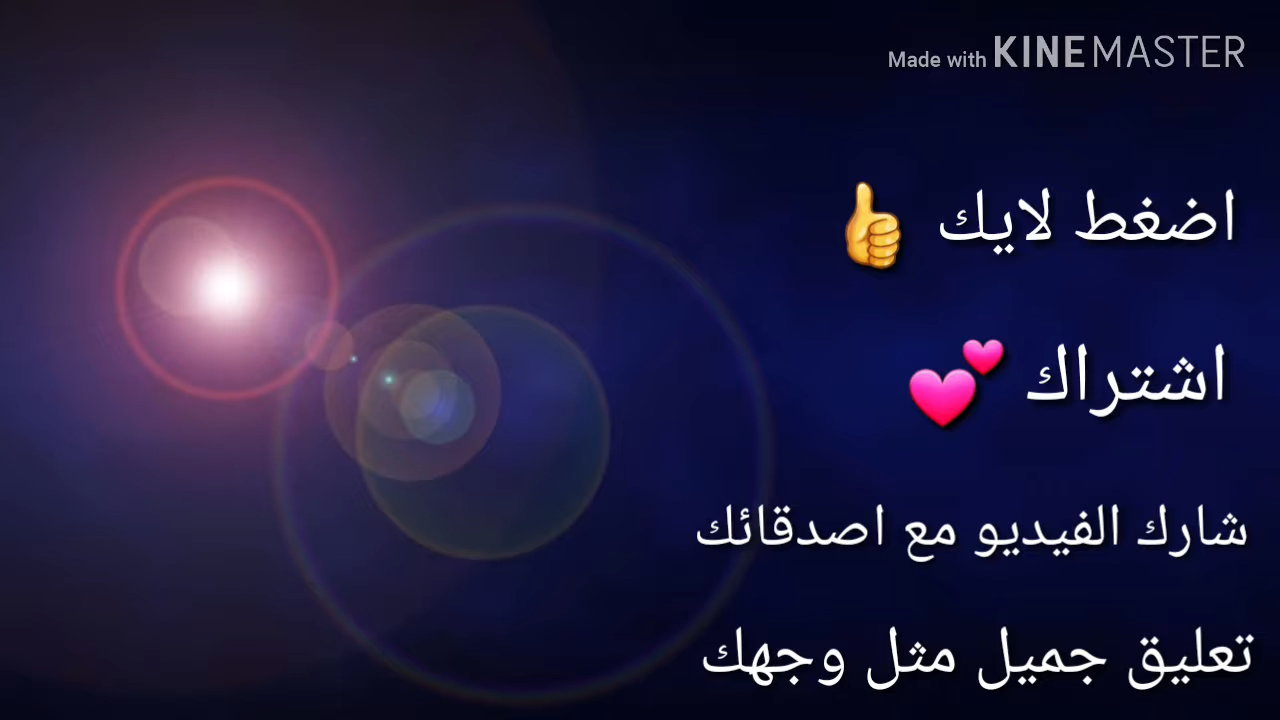 Made with KINEMASTER
اضغط لايك 👍
اشتراك 💕
شارك الفيديو مع اصدقائك
تعليق جميل مثل وجهك